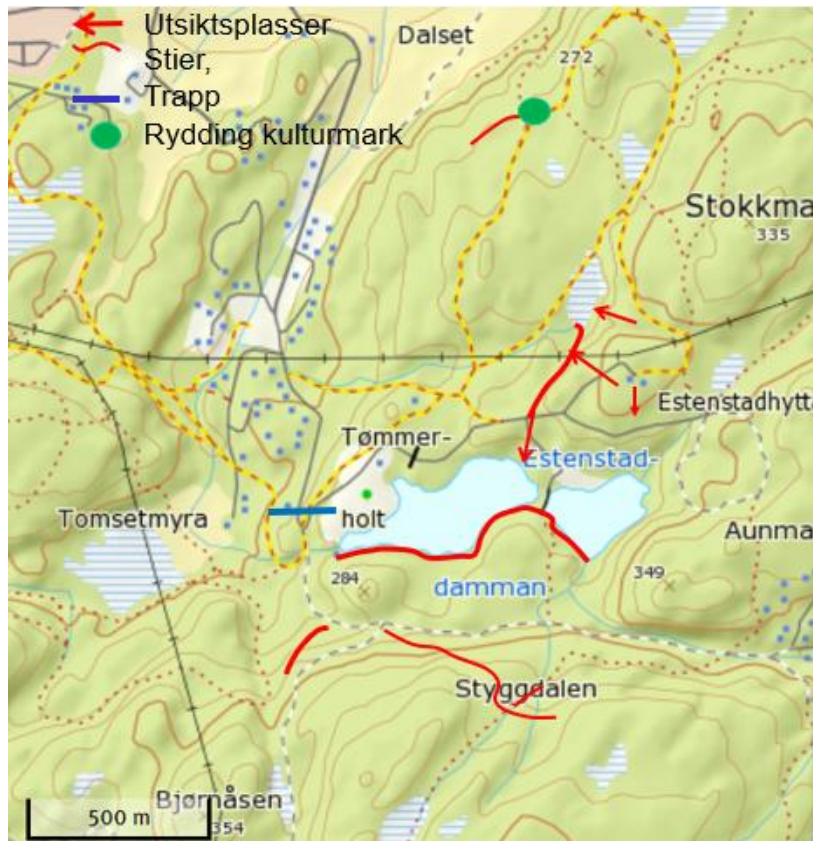 Utsiktsplasser
Stier,
Trapp
Rydding kulturmark
Dalset
272
Stokkma
335
Estenstadhytta
Tømmer-
holt
Estenstad-
damman
Tomsetmyra
Aunma
284
349
Styggdalen
Bjørnåsen
354
500 m